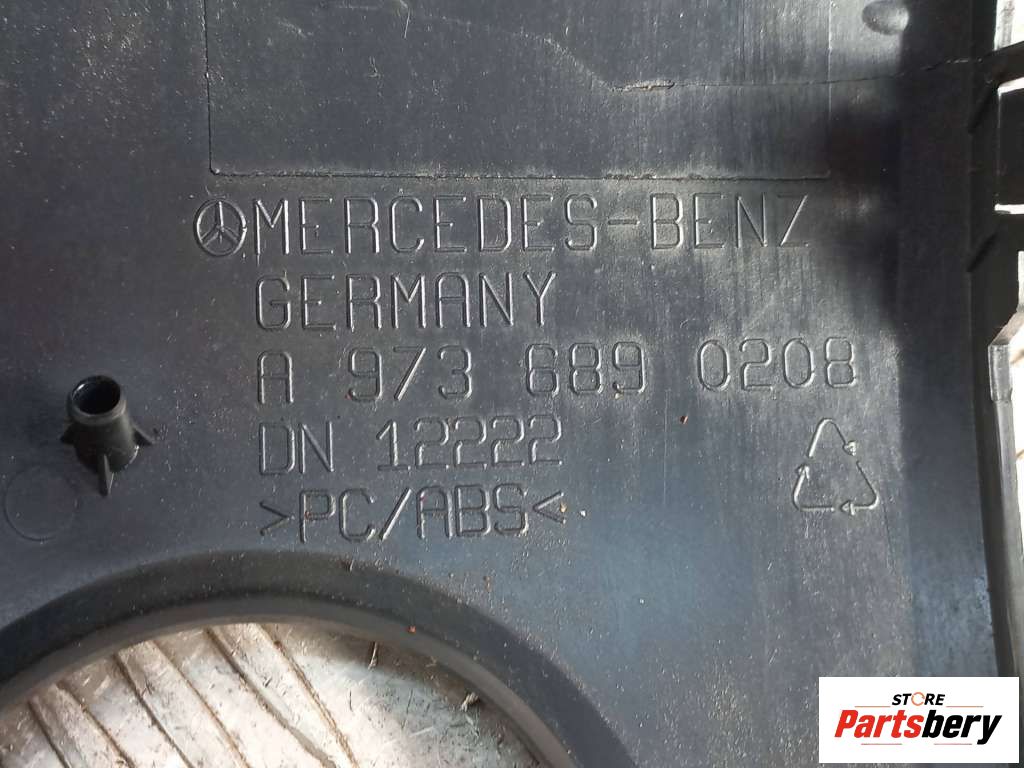 MERCEDES-BENZ
GERMANY
A 973 689 0208
DN 12222
>PC/ABS<
STORE
Partsbery